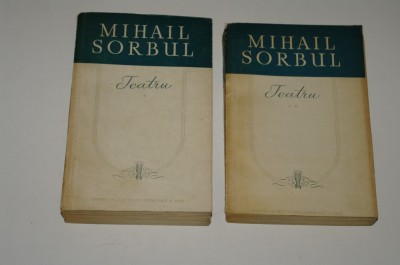 MIHAIL
SORBUL
Teatru
*
MIHAIL
SORBUL
Teatru
* *